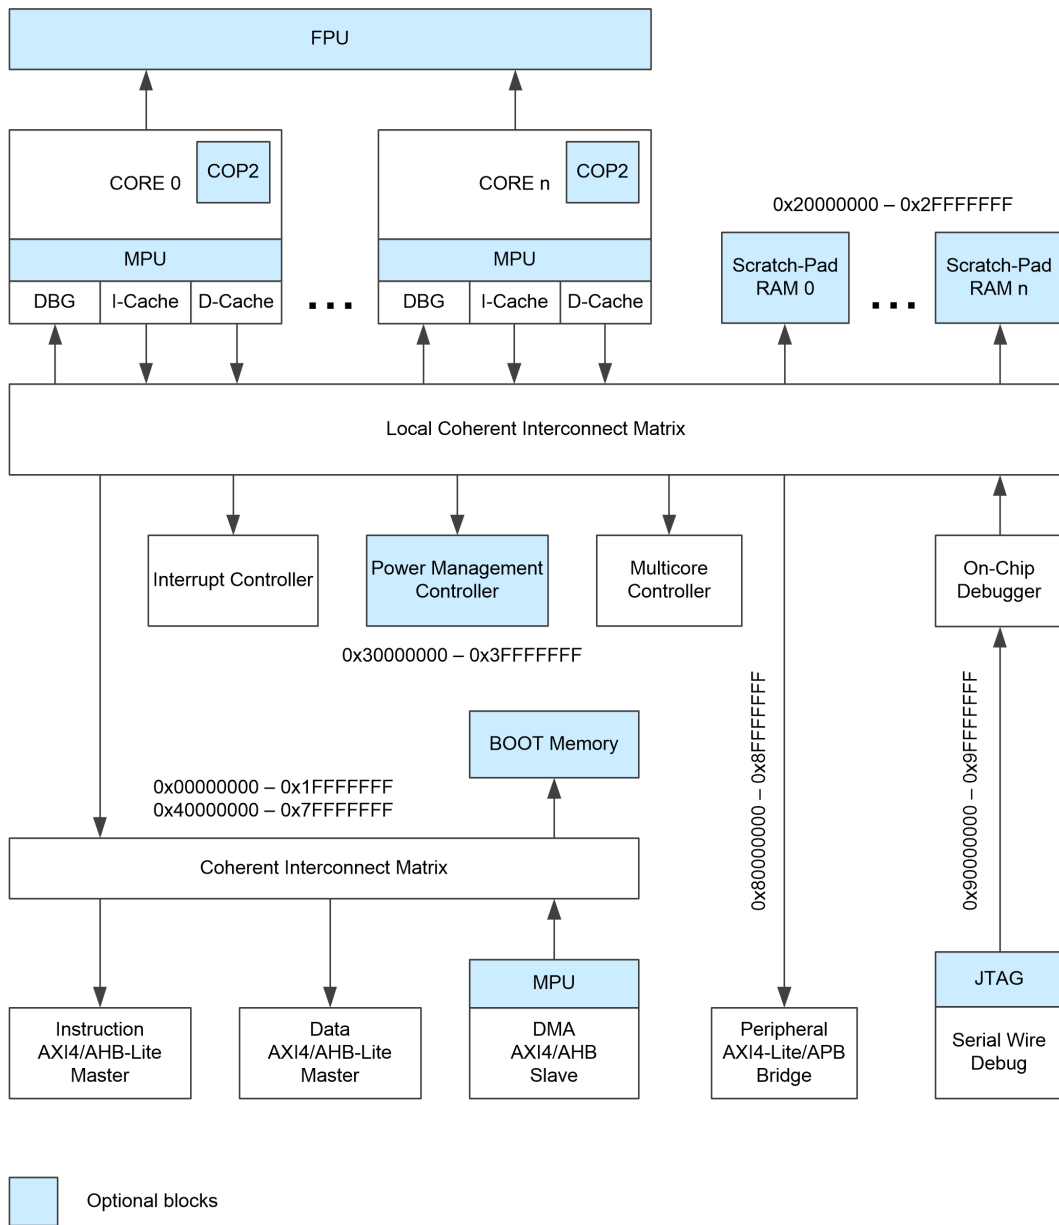 FPU
CORE 0
COP2
CORE n
COP2
MPU
MPU
DBG
I-Cache
D-Cache
...
DBG
I-Cache
D-Cache
0x20000000 – 0x2FFFFFFF
Scratch-Pad
RAM 0
...
Scratch-Pad
RAM n
Local Coherent Interconnect Matrix
Interrupt Controller
Power Management
Controller
Multicore
Controller
On-Chip
Debugger
0x30000000 – 0x3FFFFFFF
0x80000000 – 0x8FFFFFFF
0x90000000 – 0x9FFFFFFF
BOOT Memory
0x00000000 – 0x1FFFFFFF
0x40000000 – 0x7FFFFFFF
Coherent Interconnect Matrix
Instruction
AXI4/AHB-Lite
Master
Data
AXI4/AHB-Lite
Master
MPU
DMA
AXI4/AHB
Slave
Peripheral
AXI4-Lite/APB
Bridge
JTAG
Serial Wire
Debug
Optional blocks